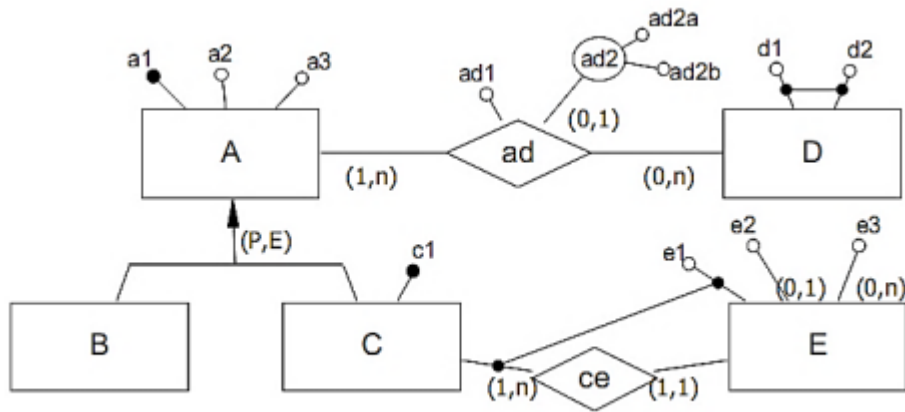 ad2a
a1 a2 a3 ad1 ad2 ad2b d1 d2
(0,1)
A ad D
(1,n) (0,n)
(P,E)
c1 e1 e2 e3
(0,1) (0,n)
B C E
(1,n) ce (1,1)